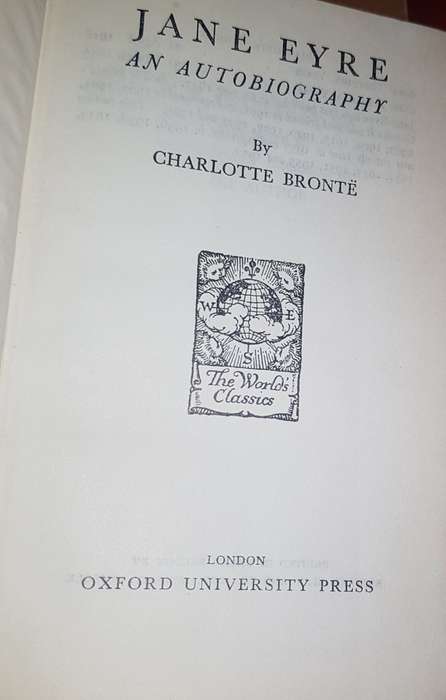 JANE EYRE
AN AUTOBIOGRAPHY
By
CHARLOTTE BRONTË
W E
S
The World's
Classics
LONDON
OXFORD UNIVERSITY PRESS